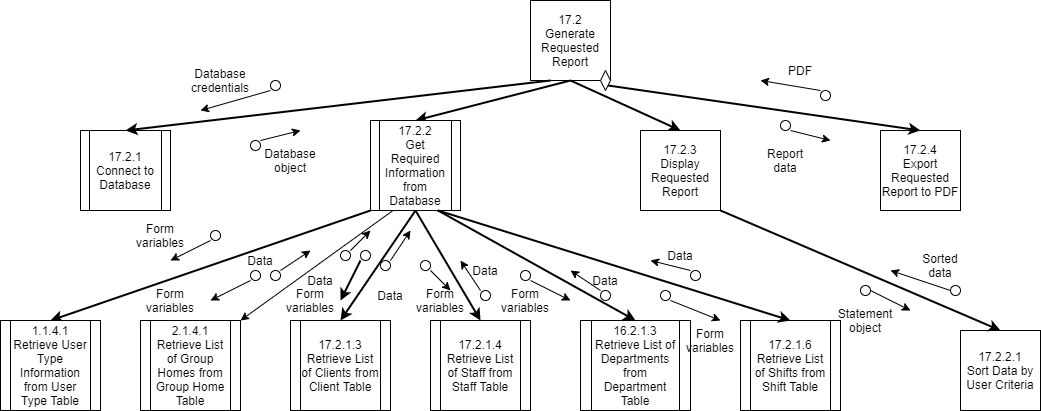 17.2
Generate
Requested
Report
Database
credentials
PDF
Database
object
Report
data
17.2.1
Connect to
Database
17.2.2
Get
Required
Information
from
Database
17.2.3
Display
Requested
Report
17.2.4
Export
Requested
Report to PDF
Form
variables
Data
Form
variables
Data
Form
variables
Data
Data
Form
variables
Data
Form
variables
Data
Form
variables
Sorted
data
Statement
object
1.1.4.1
Retrieve User
Type
Information
from User
Type Table
2.1.4.1
Retrieve List
of Group
Homes from
Group Home
Table
17.2.1.3
Retrieve List
of Clients from
Client Table
17.2.1.4
Retrieve List
of Staff from
Staff Table
16.2.1.3
Retrieve List of
Departments
from
Department
Table
17.2.1.6
Retrieve List
of Shifts from
Shift Table
17.2.2.1
Sort Data by
User Criteria